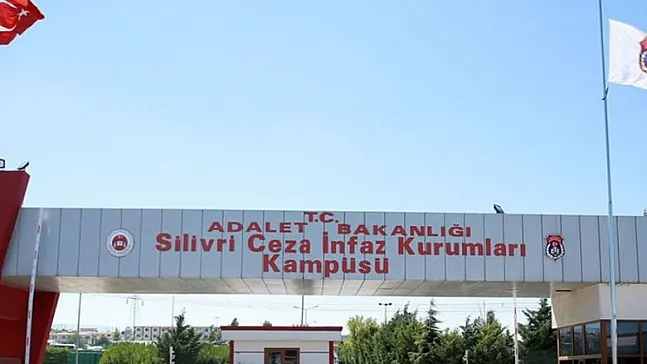 T.C.
ADALET BAKANLIĞI
Silivri Ceza İnfaz Kurumları
Kampüsü